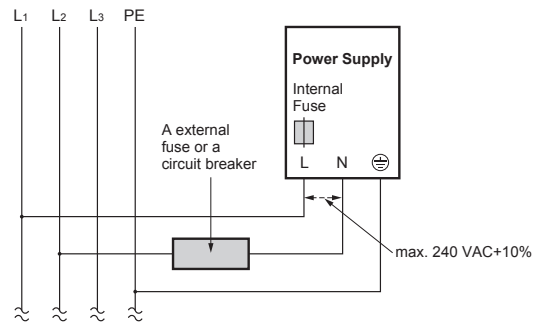 L1 L2 L3 PE
Power Supply
Internal
Fuse
L N
A external
fuse or a
circuit breaker
max. 240 VAC+10%